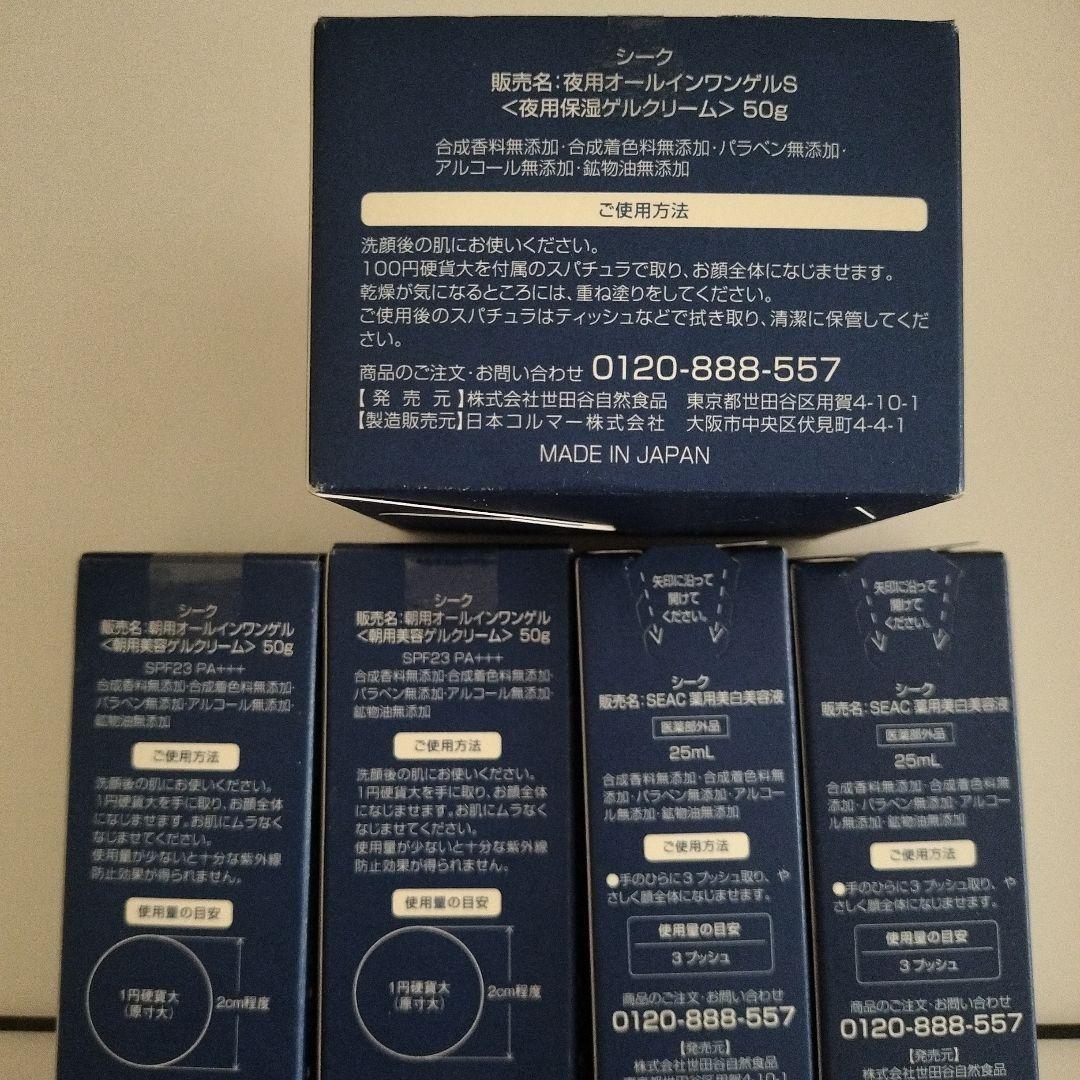 シーク
販売名:夜用オールインワンゲルS
<夜用保湿ゲルクリーム> 50g
合成香料無添加・合成着色料無添加・パラベン無添加・
アルコール無添加・鉱物油無添加
ご使用方法
洗顔後の肌にお使いください。
100円硬貨大を付属のスパチュラで取り、お顔全体になじませます。
乾燥が気になるところには、重ね塗りをしてください。
ご使用後のスパチュラはティッシュなどで拭き取り、清潔に保管してくだ
さい。
商品のご注文・お問い合わせ 0120-888-557
【発売元】株式会社世田谷自然食品 東京都世田谷区用賀4-10-1
【製造販売元】日本コルマー株式会社 大阪市中央区伏見町4-4-1
MADE IN JAPAN
シーク
販売名:朝用オールインワンゲル
<朝用美容ゲルクリーム> 50g
SPF23 PA+++
合成香料無添加・合成着色料無添加・
パラベン無添加・アルコール無添加・
鉱物油無添加
ご使用方法
洗顔後の肌にお使いください。
1円硬貨大を手に取り、お顔全体
になじませます。お肌にムラなく
なじませてください。
使用量が少ないと十分な紫外線
防止効果が得られません。
使用量の目安
1円硬貨大
(原寸大)
2cm程度
シーク
販売名:朝用オールインワンゲル
<朝用美容ゲルクリーム> 50g
SPF23 PA+++
合成香料無添加・合成着色料無添加・
パラベン無添加・アルコール無添加・
鉱物油無添加
ご使用方法
洗顔後の肌にお使いください。
1円硬貨大を手に取り、お顔全体
になじませます。お肌にムラなく
なじませてください。
使用量が少ないと十分な紫外線
防止効果が得られません。
使用量の目安
1円硬貨大
(原寸大)
2cm程度
矢印に沿って
開けて
ください。
シーク
販売名:SEAC 薬用美白美容液
医薬部外品
25mL
合成香料無添加・合成着色料無
添加・パラベン無添加・アルコー
ル無添加・鉱物油無添加
ご使用方法
●手のひらに3プッシュ取り、や
さしく顔全体になじませます。
使用量の目安
3プッシュ
商品のご注文・お問い合わせ
0120-888-557
【発売元】
株式会社世田谷自然食品
東京都世田谷区用賀4-10-1
矢印に沿って
開けて
ください。
シーク
販売名:SEAC 薬用美白美容液
医薬部外品
25mL
合成香料無添加・合成着色料無
添加・パラベン無添加・アルコー
ル無添加・鉱物油無添加
ご使用方法
●手のひらに3プッシュ取り、や
さしく顔全体になじませます。
使用量の目安
3プッシュ
商品のご注文・お問い合わせ
0120-888-557
【発売元】
株式会社世田谷自然食品